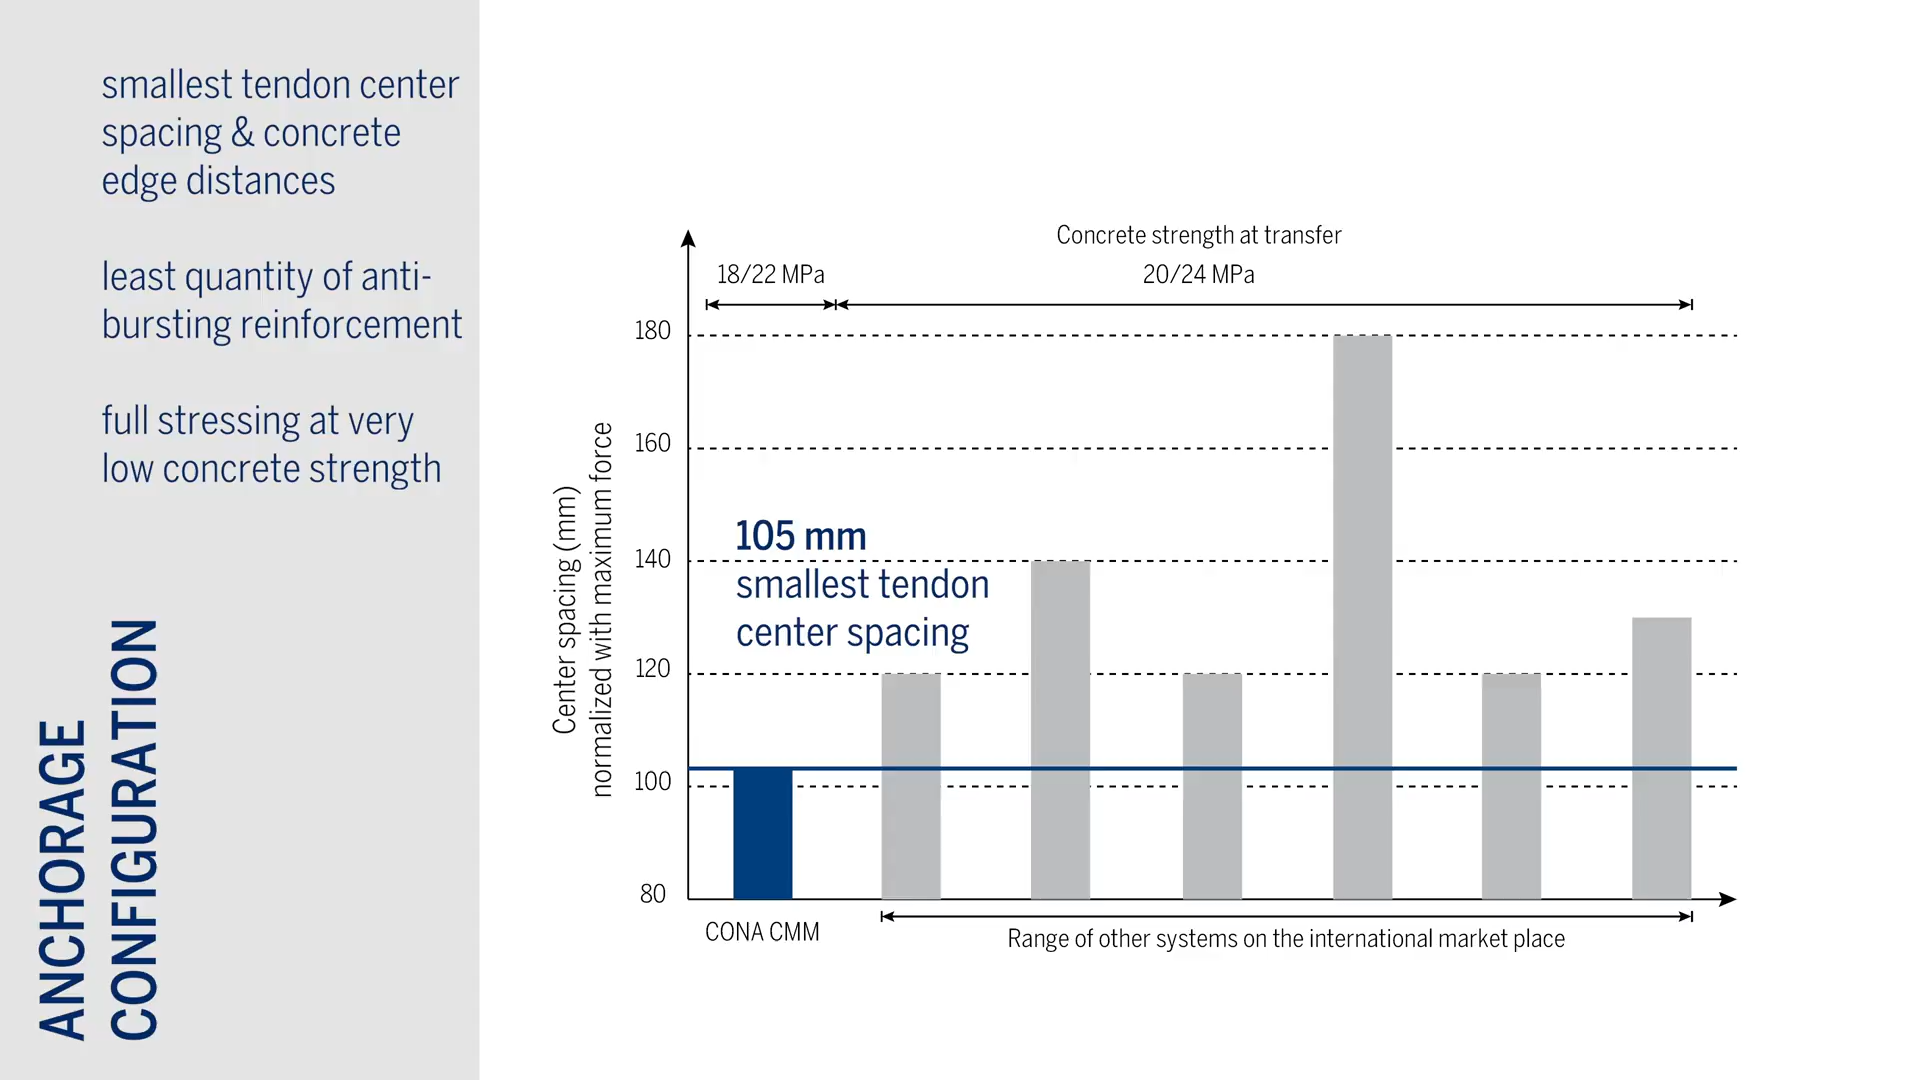 smallest tendon center
spacing & concrete
edge distances
least quantity of anti-
bursting reinforcement
full stressing at very
low concrete strength
ANCHORAGE
CONFIGURATION
Concrete strength at transfer
18/22 MPa
20/24 MPa
Center spacing (mm)
normalized with maximum force
180
160
140
120
100
80
105 mm
smallest tendon
center spacing
CONA CMM
Range of other systems on the international market place